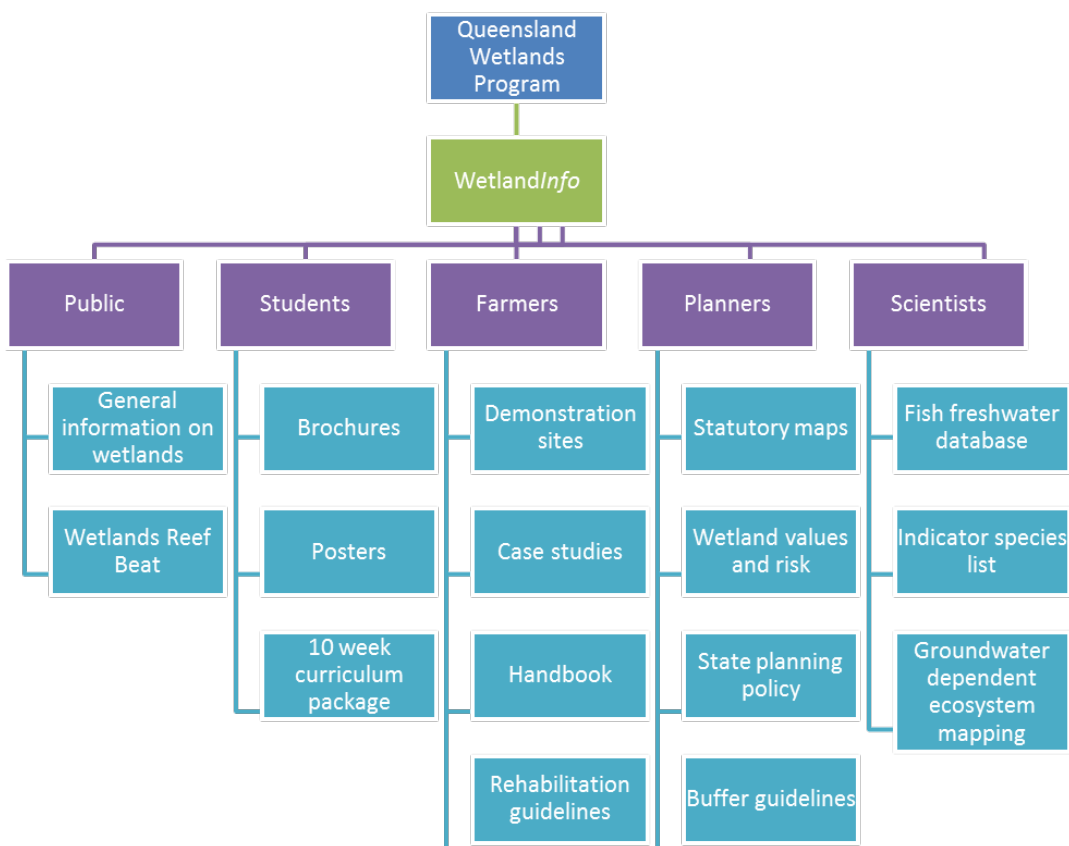 Queensland
Wetlands
Program
WetlandInfo
Public
Students
Farmers
Planners
Scientists
General
information on
wetlands
Wetlands Reef
Beat
Brochures
Posters
10 week
curriculum
package
Demonstration
sites
Case studies
Handbook
Rehabilitation
guidelines
Statutory maps
Wetland values
and risk
State planning
policy
Buffer guidelines
Fish freshwater
database
Indicator species
list
Groundwater
dependent
ecosystem
mapping